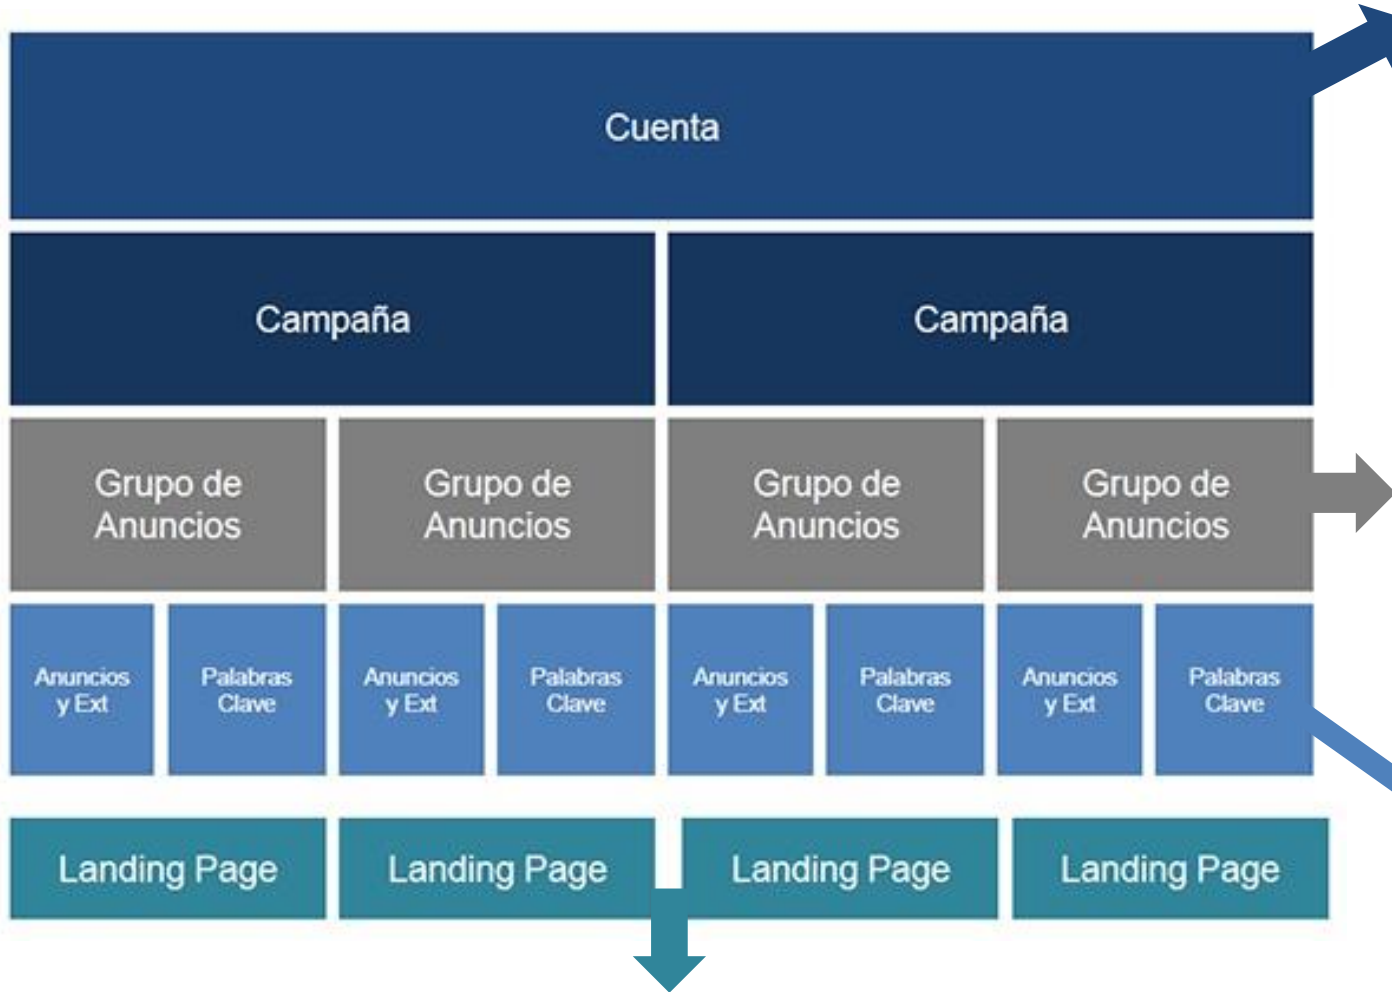 Cuenta
Campaña
Campaña
Grupo de
Anuncios
Grupo de
Anuncios
Grupo de
Anuncios
Grupo de
Anuncios
Anuncios
y Ext
Palabras
Clave
Anuncios
y Ext
Palabras
Clave
Anuncios
y Ext
Palabras
Clave
Anuncios
y Ext
Palabras
Clave
Landing Page
Landing Page
Landing Page
Landing Page